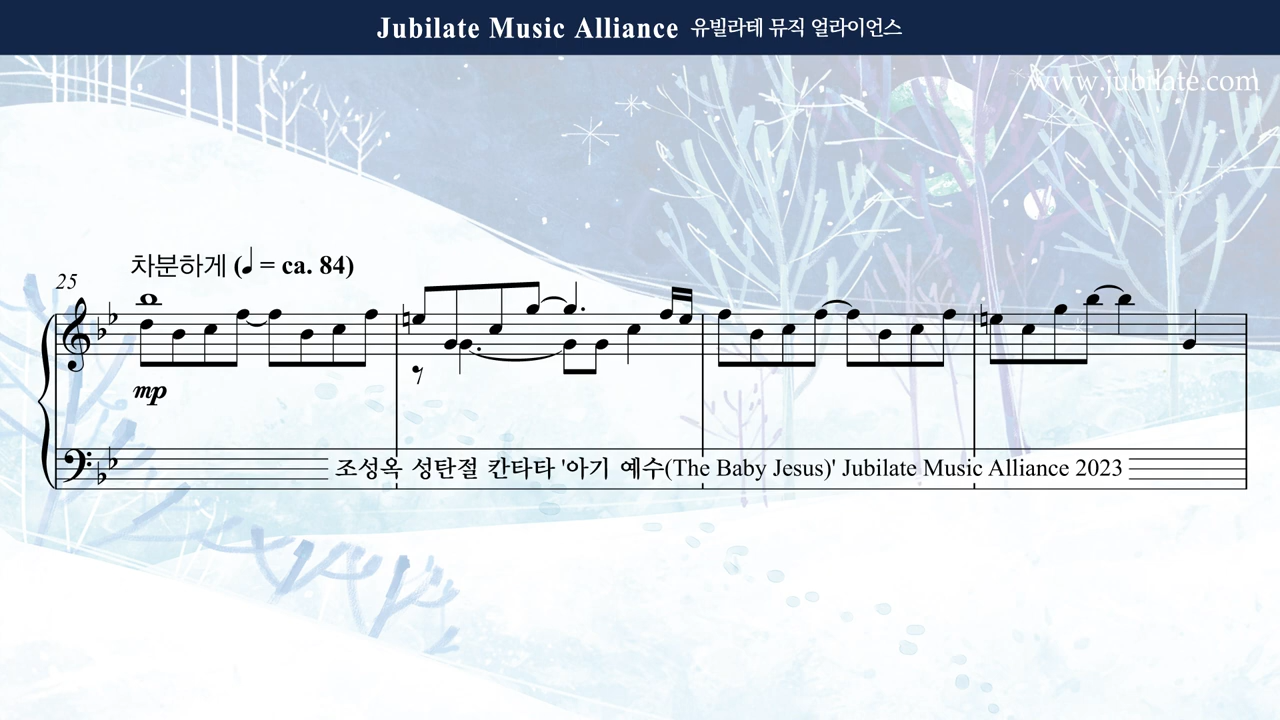 Jubilate Music Alliance 유빌라테 뮤직 얼라이언스
www.jubilate.com
차분하게 (♩ = ca. 84)
25
mp
조성옥 성탄절 칸타타 '아기 예수(The Baby Jesus)' Jubilate Music Alliance 2023